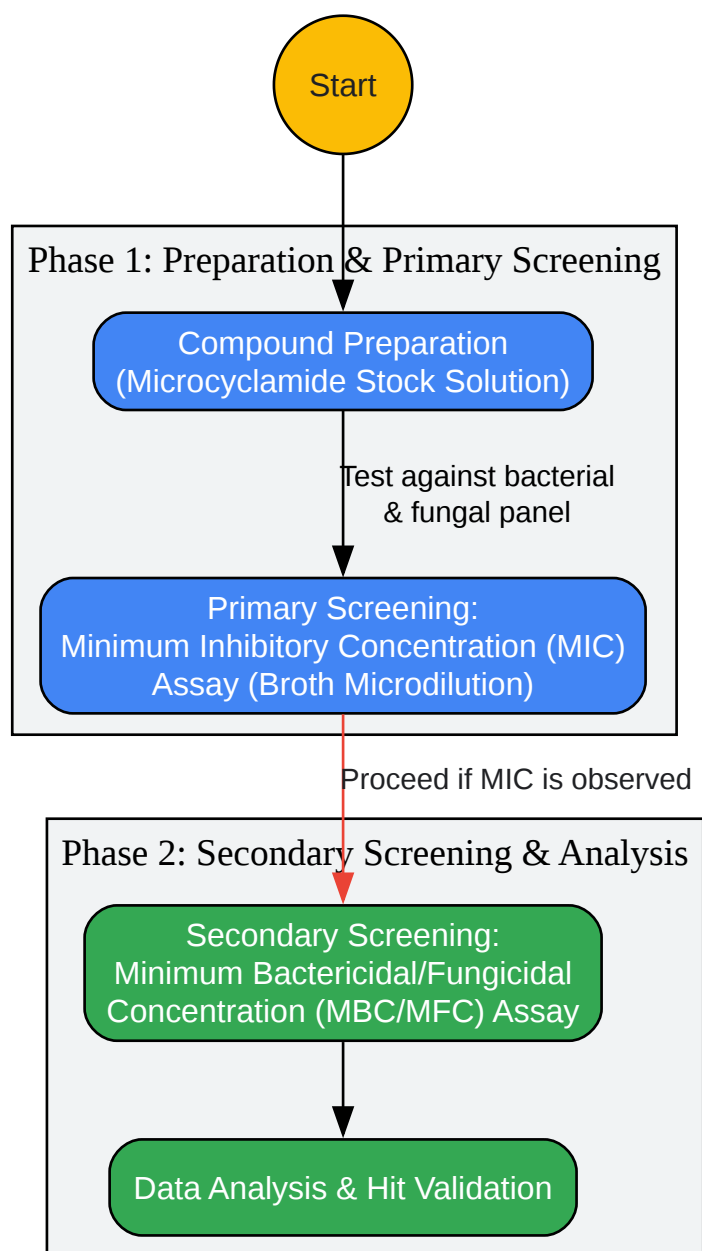 Start
Phase 1: Preparation & Primary Screening
Compound Preparation
(Microcyclamide Stock Solution)
Test against bacterial
& fungal panel
Primary Screening:
Minimum Inhibitory Concentration (MIC)
Assay (Broth Microdilution)
Proceed if MIC is observed
Phase 2: Secondary Screening & Analysis
Secondary Screening:
Minimum Bactericidal/Fungicidal
Concentration (MBC/MFC) Assay
Data Analysis & Hit Validation